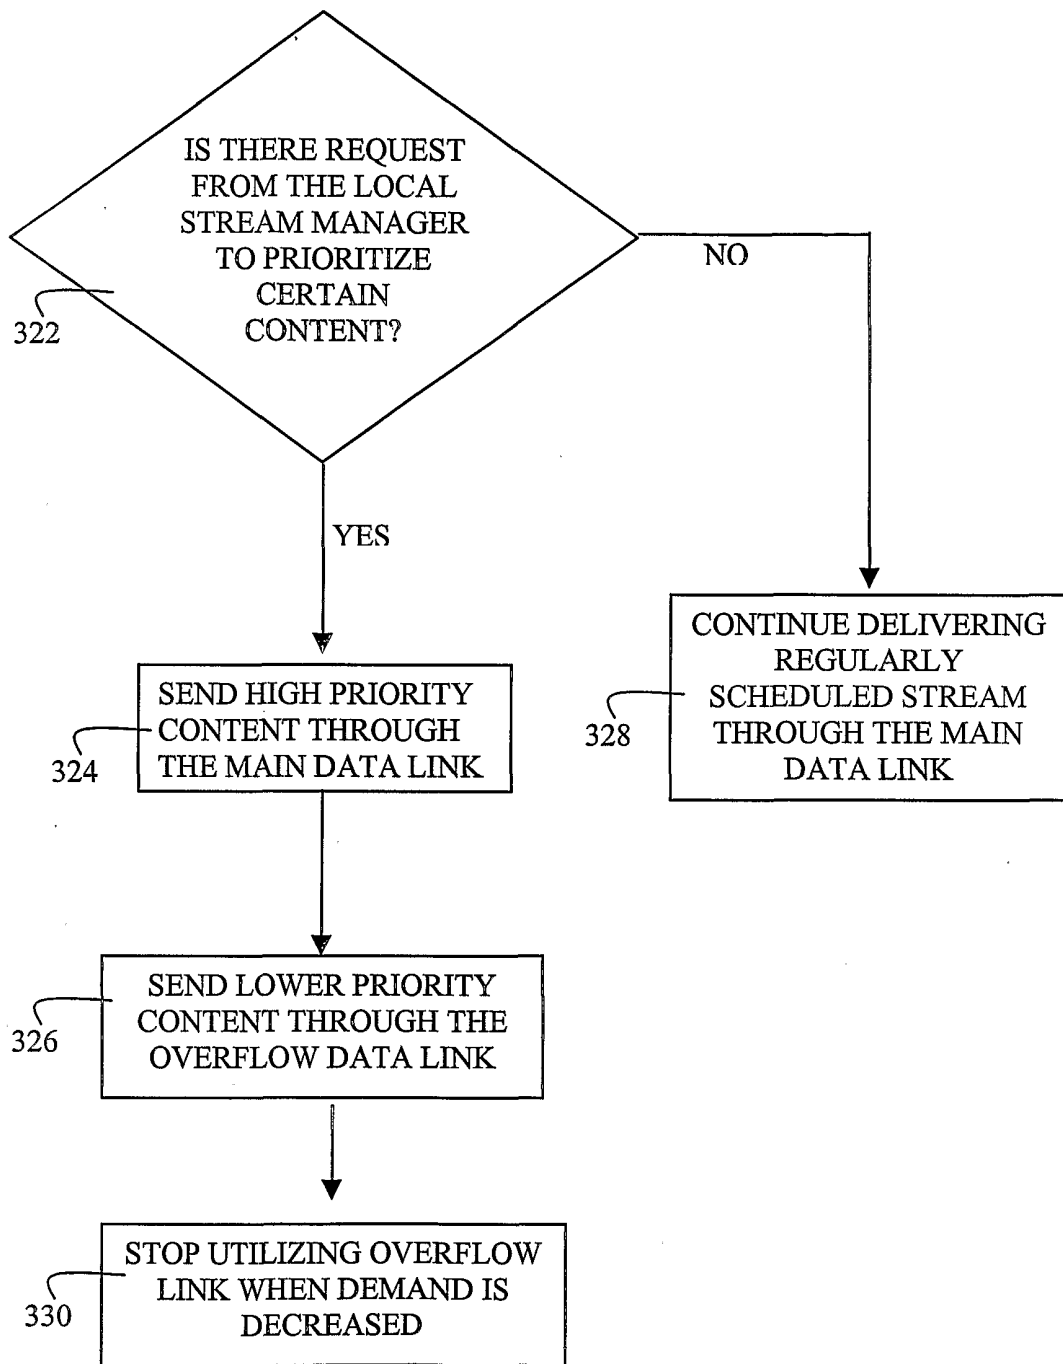 IS THERE REQUEST
FROM THE LOCAL
STREAM MANAGER
TO PRIORITIZE
CERTAIN
CONTENT?
322
NO
YES
CONTINUE DELIVERING
REGULARLY
SCHEDULED STREAM
THROUGH THE MAIN
DATA LINK
328
SEND HIGH PRIORITY
CONTENT THROUGH
THE MAIN DATA LINK
324
SEND LOWER PRIORITY
CONTENT THROUGH THE
OVERFLOW DATA LINK
326
STOP UTILIZING OVERFLOW
LINK WHEN DEMAND IS
DECREASED
330